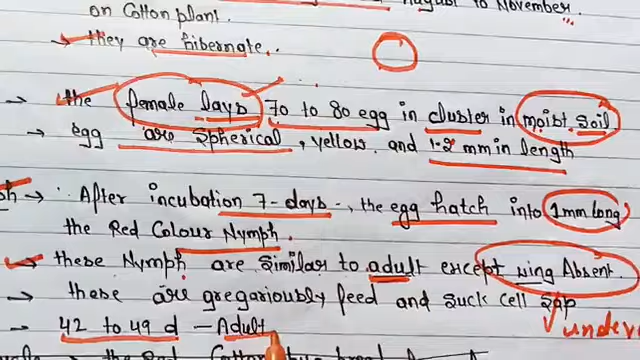 August to November.
on Cotton plant.
→ they are hibernate.
→ the female lays 70 to 80 egg in cluster in moist soil
→ egg are spherical, yellow and 1.2 mm in length
→ After incubation 7-days -, the egg hatch into 1mm long
the Red Colour Nymph.
these Nymph are similar to adult except wing Absent.
→ these are gregariously feed and suck cell sap
under
- 42 to 49 d - Adult
the Red